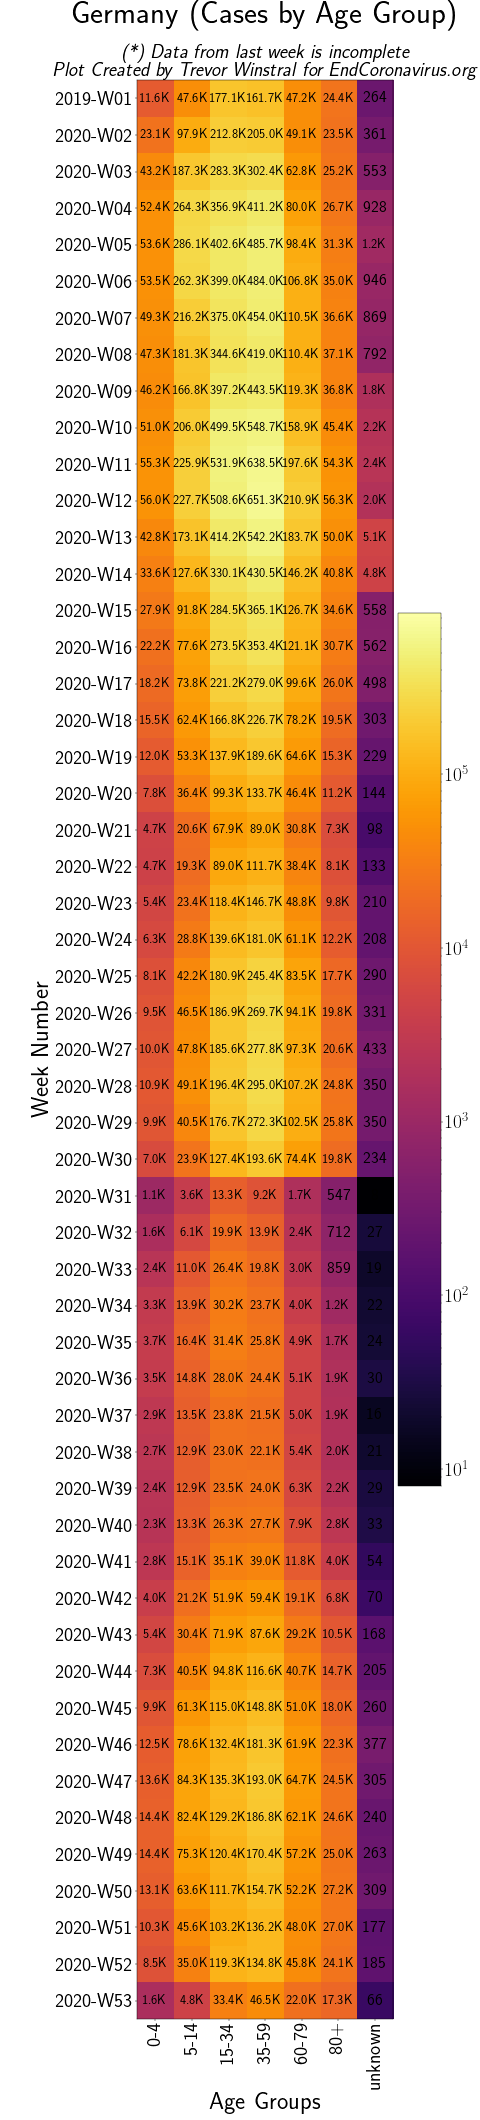 Germany (Cases by Age Group)
(*) Data from last week is incomplete
Plot Created by Trevor Winstral for EndCoronavirus.org
2019-W01 11.6K 47.6K 177.1K 161.7K 47.2K 24.4K 264
2020-W02 23.1K 97.9K 212.8K 205.0K 49.1K 23.5K 361
2020-W03 43.2K 187.3K 283.3K 302.4K 62.8K 25.2K 553
2020-W04 52.4K 264.3K 356.9K 411.2K 80.0K 26.7K 928
2020-W05 53.6K 286.1K 402.6K 485.7K 98.4K 31.3K 1.2K
2020-W06 53.5K 262.3K 399.0K 484.0K 106.8K 35.0K 946
2020-W07 49.3K 216.2K 375.0K 454.0K 110.5K 36.6K 869
2020-W08 47.3K 181.3K 344.6K 419.0K 110.4K 37.1K 792
2020-W09 46.2K 166.8K 397.2K 443.5K 119.3K 36.8K 1.8K
2020-W10 51.0K 206.0K 499.5K 548.7K 158.9K 45.4K 2.2K
2020-W11 55.3K 225.9K 531.9K 638.5K 197.6K 54.3K 2.4K
2020-W12 56.0K 227.7K 508.6K 651.3K 210.9K 56.3K 2.0K
2020-W13 42.8K 173.1K 414.2K 542.2K 183.7K 50.0K 5.1K
2020-W14 33.6K 127.6K 330.1K 430.5K 146.2K 40.8K 4.8K
2020-W15 27.9K 91.8K 284.5K 365.1K 126.7K 34.6K 558
2020-W16 22.2K 77.6K 273.5K 353.4K 121.1K 30.7K 562
2020-W17 18.2K 73.8K 221.2K 279.0K 99.6K 26.0K 498
2020-W18 15.5K 62.4K 166.8K 226.7K 78.2K 19.5K 303
2020-W19 12.0K 53.3K 137.9K 189.6K 64.6K 15.3K 229
2020-W20 7.8K 36.4K 99.3K 133.7K 46.4K 11.2K 144
2020-W21 4.7K 20.6K 67.9K 89.0K 30.8K 7.3K 98
2020-W22 4.7K 19.3K 89.0K 111.7K 38.4K 8.1K 133
2020-W23 5.4K 23.4K 118.4K 146.7K 48.8K 9.8K 210
2020-W24 6.3K 28.8K 139.6K 181.0K 61.1K 12.2K 208
2020-W25 8.1K 42.2K 180.9K 245.4K 83.5K 17.7K 290
2020-W26 9.5K 46.5K 186.9K 269.7K 94.1K 19.8K 331
2020-W27 10.0K 47.8K 185.6K 277.8K 97.3K 20.6K 433
2020-W28 10.9K 49.1K 196.4K 295.0K 107.2K 24.8K 350
2020-W29 9.9K 40.5K 176.7K 272.3K 102.5K 25.8K 350
2020-W30 7.0K 23.9K 127.4K 193.6K 74.4K 19.8K 234
2020-W31 1.1K 3.6K 13.3K 9.2K 1.7K 547
2020-W32 1.6K 6.1K 19.9K 13.9K 2.4K 712 27
2020-W33 2.4K 11.0K 26.4K 19.8K 3.0K 859 19
2020-W34 3.3K 13.9K 30.2K 23.7K 4.0K 1.2K 22
2020-W35 3.7K 16.4K 31.4K 25.8K 4.9K 1.7K 24
2020-W36 3.5K 14.8K 28.0K 24.4K 5.1K 1.9K 30
2020-W37 2.9K 13.5K 23.8K 21.5K 5.0K 1.9K 16
2020-W38 2.7K 12.9K 23.0K 22.1K 5.4K 2.0K 21
2020-W39 2.4K 12.9K 23.5K 24.0K 6.3K 2.2K 29
2020-W40 2.3K 13.3K 26.3K 27.7K 7.9K 2.8K 33
2020-W41 2.8K 15.1K 35.1K 39.0K 11.8K 4.0K 54
2020-W42 4.0K 21.2K 51.9K 59.4K 19.1K 6.8K 70
2020-W43 5.4K 30.4K 71.9K 87.6K 29.2K 10.5K 168
2020-W44 7.3K 40.5K 94.8K 116.6K 40.7K 14.7K 205
2020-W45 9.9K 61.3K 115.0K 148.8K 51.0K 18.0K 260
2020-W46 12.5K 78.6K 132.4K 181.3K 61.9K 22.3K 377
2020-W47 13.6K 84.3K 135.3K 193.0K 64.7K 24.5K 305
2020-W48 14.4K 82.4K 129.2K 186.8K 62.1K 24.6K 240
2020-W49 14.4K 75.3K 120.4K 170.4K 57.2K 25.0K 263
2020-W50 13.1K 63.6K 111.7K 154.7K 52.2K 27.2K 309
2020-W51 10.3K 45.6K 103.2K 136.2K 48.0K 27.0K 177
2020-W52 8.5K 35.0K 119.3K 134.8K 45.8K 24.1K 185
2020-W53 1.6K 4.8K 33.4K 46.5K 22.0K 17.3K 66
0-4 5-14 15-34 35-59 60-79 80+ unknown
Age Groups
Week Number
10^5
10^4
10^3
10^2
10^1